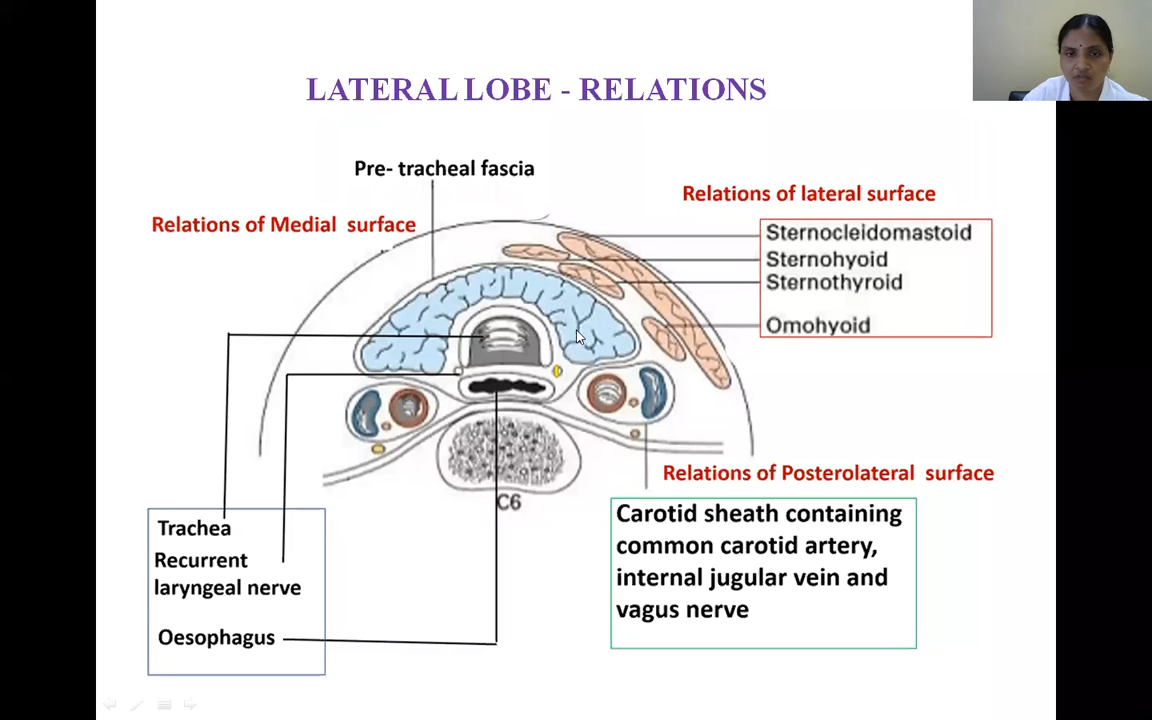 LATERAL LOBE - RELATIONS
Pre- tracheal fascia
Relations of Medial surface
Relations of lateral surface
Sternocleidomastoid
Sternohyoid
Sternothyroid
Omohyoid
C6
Trachea
Recurrent
laryngeal nerve
Oesophagus
Relations of Posterolateral surface
Carotid sheath containing
common carotid artery,
internal jugular vein and
vagus nerve